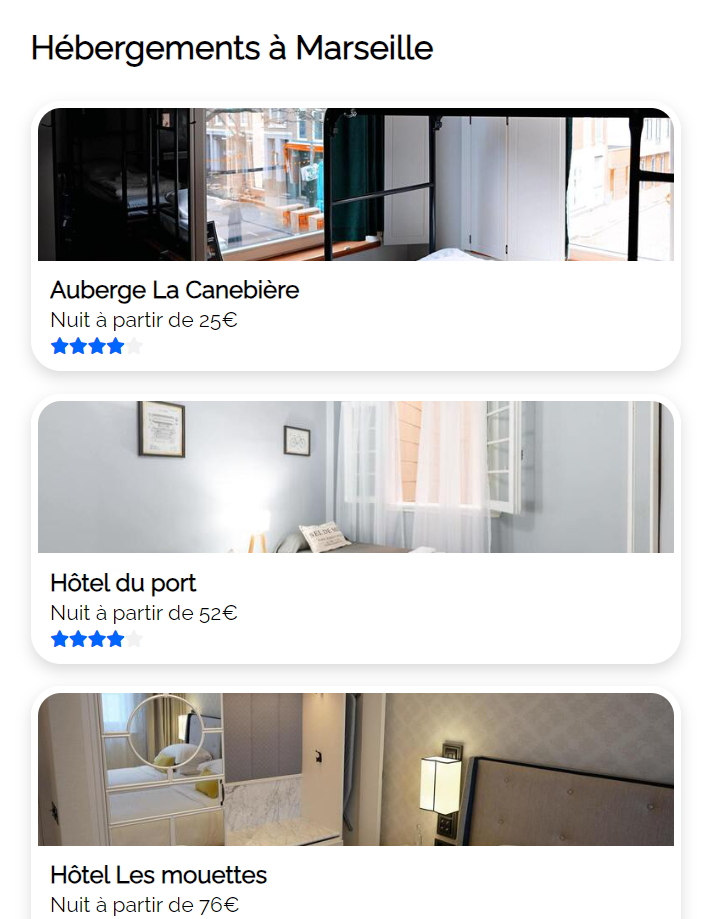 Hébergements à Marseille
Auberge La Canebière
Nuit à partir de 25€
Hôtel du port
Nuit à partir de 52€
Hôtel Les mouettes
Nuit à partir de 76€